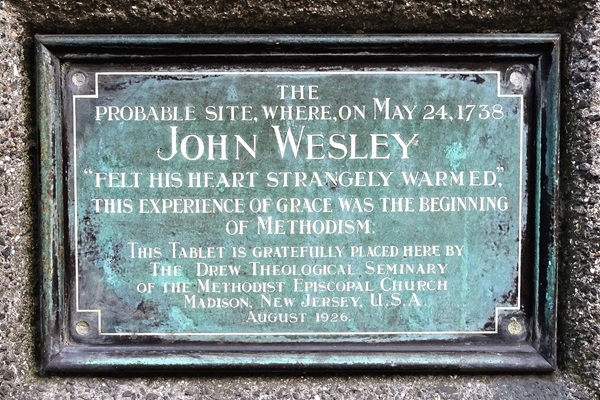 THE
PROBABLE SITE, WHERE, ON MAY 24, 1738
JOHN WESLEY
"FELT HIS HEART STRANGELY WARMED,"
THIS EXPERIENCE OF GRACE WAS THE BEGINNING
OF METHODISM.
THIS TABLET IS GRATEFULLY PLACED HERE BY
THE DREW THEOLOGICAL SEMINARY
OF THE METHODIST EPISCOPAL CHURCH
MADISON, NEW JERSEY, U.S.A.
AUGUST 1926.